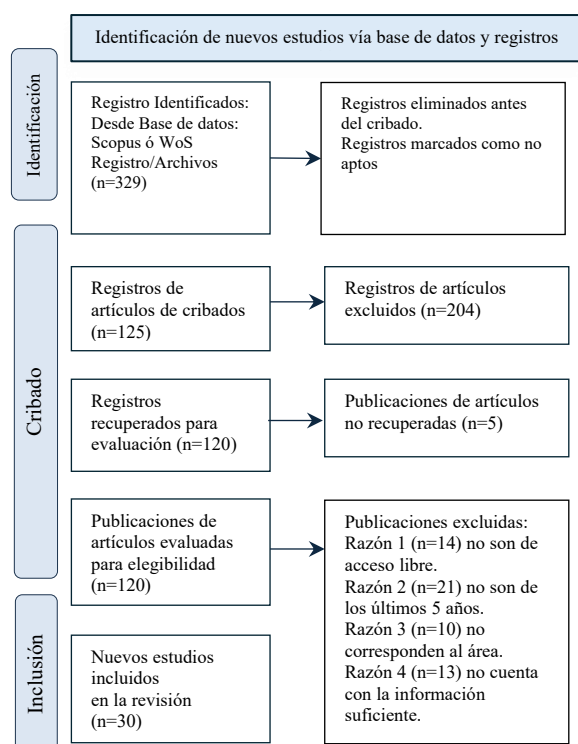 Identificación de nuevos estudios vía base de datos y registros
Identificación
Registro Identificados:
Desde Base de datos:
Scopus ó WoS
Registro/Archivos
(n=329)
Registros eliminados antes
del cribado.
Registros marcados como no
aptos
Cribado
Registros de
artículos de cribados
(n=125)
Registros de artículos
excluidos (n=204)
Registros
recuperados para
evaluación (n=120)
Publicaciones de artículos
no recuperadas (n=5)
Publicaciones de
artículos evaluadas
para elegibilidad
(n=120)
Publicaciones excluidas:
Razón 1 (n=14) no son de
acceso libre.
Razón 2 (n=21) no son de
los últimos 5 años.
Razón 3 (n=10) no
corresponden al área.
Razón 4 (n=13) no cuenta
con la información
suficiente.
Inclusión
Nuevos estudios
incluidos
en la revisión
(n=30)